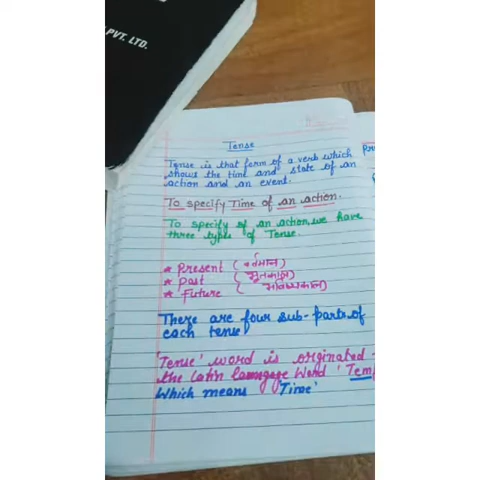 PVT. LTD.
Tense
Tense is that form of a verb which
shows the time and state of an
action and an event.
To specify Time of an action.
To specify of an action, we have
three types of Tense.
* Present (वर्तमान)
* Past (भूतकाल)
* Future (भविष्यकाल)
There are four sub-parts of
each tense
'Tense' word is orginated
the Latin language Word 'Tem
Which means 'Time'